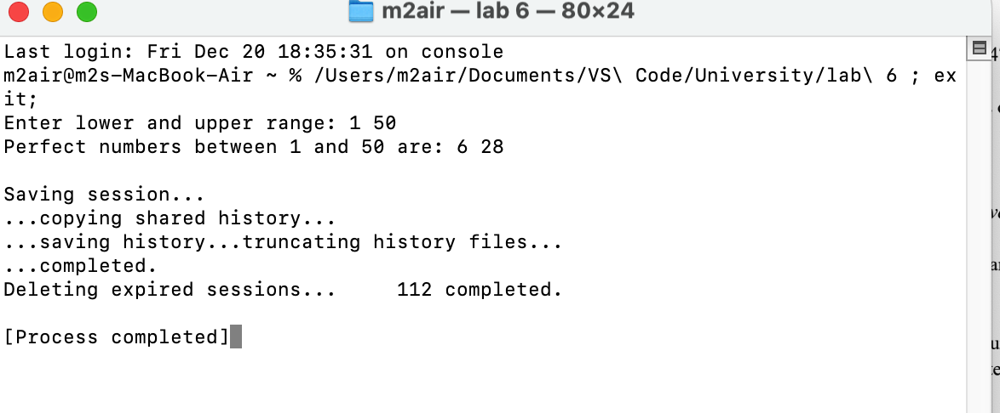 m2air — lab 6 — 80×24
Last login: Fri Dec 20 18:35:31 on console
m2air@m2s-MacBook-Air ~ % /Users/m2air/Documents/VS\ Code/University/lab\ 6 ; ex
it;
Enter lower and upper range: 1 50
Perfect numbers between 1 and 50 are: 6 28
Saving session...
...copying shared history...
...saving history...truncating history files...
...completed.
Deleting expired sessions...     112 completed.
[Process completed]